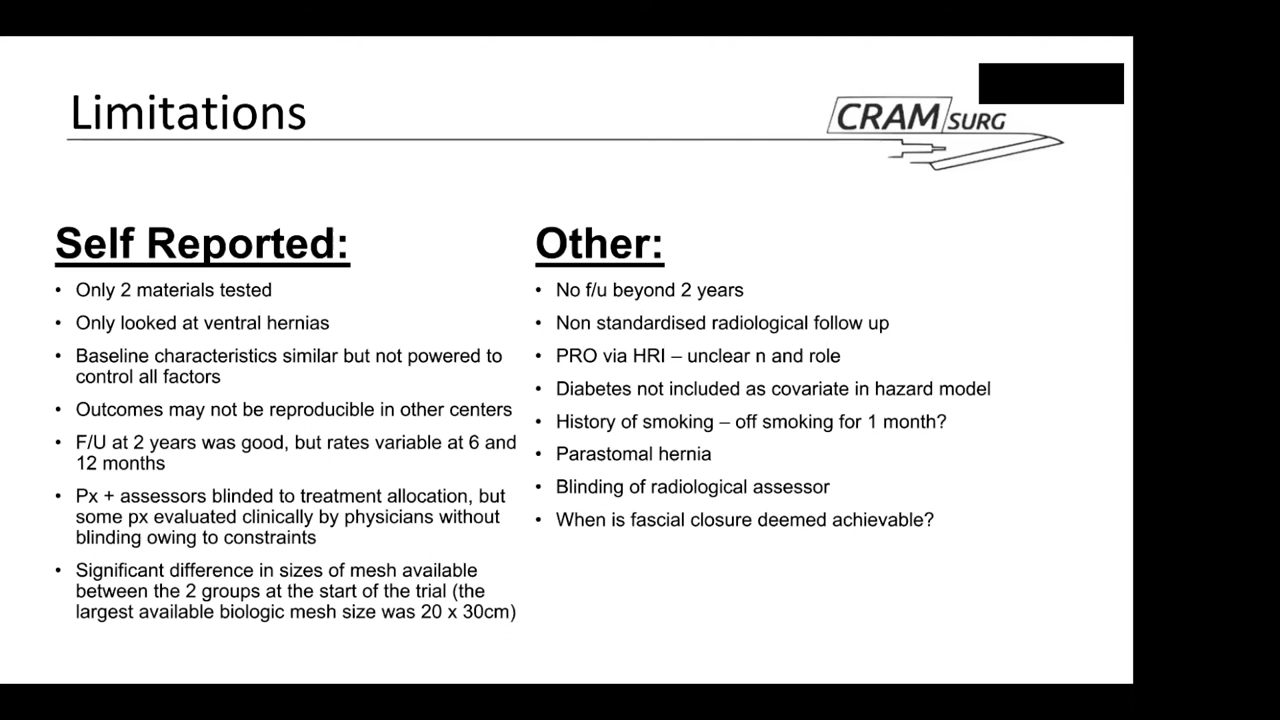 Limitations
CRAM SURG
Self Reported:
• Only 2 materials tested
• Only looked at ventral hernias
• Baseline characteristics similar but not powered to
control all factors
• Outcomes may not be reproducible in other centers
• F/U at 2 years was good, but rates variable at 6 and
12 months
• Px + assessors blinded to treatment allocation, but
some px evaluated clinically by physicians without
blinding owing to constraints
• Significant difference in sizes of mesh available
between the 2 groups at the start of the trial (the
largest available biologic mesh size was 20 x 30cm)
Other:
• No f/u beyond 2 years
• Non standardised radiological follow up
• PRO via HRI – unclear n and role
• Diabetes not included as covariate in hazard model
• History of smoking – off smoking for 1 month?
• Parastomal hernia
• Blinding of radiological assessor
• When is fascial closure deemed achievable?